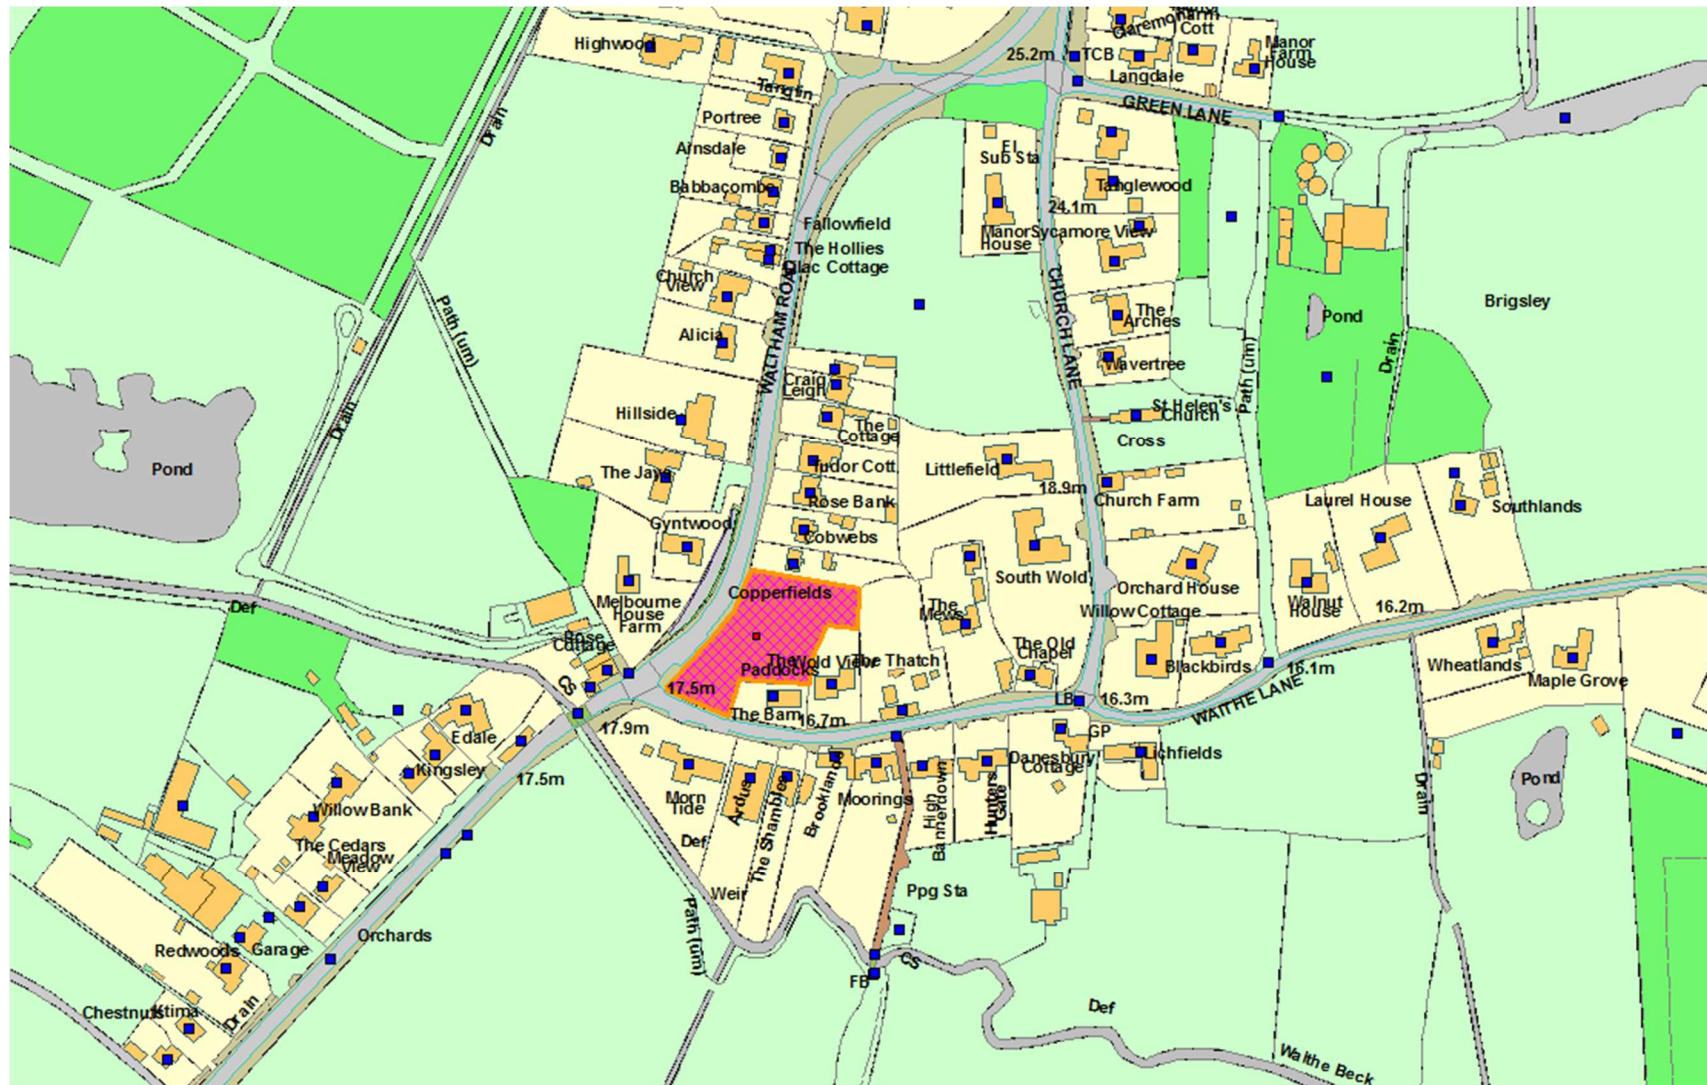 Highwood
25.2m
TCB
Claremont
Cott
Manor
Farm
House
Langdale
Tanglin
GREEN LANE
Portree
Drain
Arnsdale
El
Sub Sta
Babbacombe
Tanglewood
24.1m
Fallowfield
Manor
House
Sycamore View
The Hollies
Lilac Cottage
Church
View
Brigsley
Pond
The
Arches
Path (um)
WALTHAM ROAD
CHURCH LANE
Alicia
Drain
Wavertree
Path (um)
Craig
Leigh
St Helen's
Church
Hillside
Drain
The
Cottage
Cross
Pond
The Jays
Tudor Cott
Littlefield
18.9m
Church Farm
Laurel House
Southlands
Rose Bank
Gyntwood
Cobwebs
South Wold
Orchard House
Copperfields
Melbourne
House
Farm
Def
The
Mews
Willow Cottage
Walnut
House
16.2m
Rose
Cottage
The Old
Chapel
The
Paddocks
Wold View
The Thatch
Blackbirds
16.1m
Wheatlands
Maple Grove
CS
17.5m
The Barn
16.7m
LB
16.3m
WAITHE LANE
17.9m
Edale
GP
Lichfields
Danesbury
Cottage
Kingsley
17.5m
Morn
Tide
Ardus
The Shambles
Brooklands
Moorings
High
Bannerdown
Hunters
Gate
Drain
Pond
Willow Bank
Def
The Cedars
Meadow
View
Weir
Ppg Sta
Path (um)
Orchards
Redwoods
Garage
CS
FB
Chestnuts
Ktima
Drain
Def
Waithe Beck